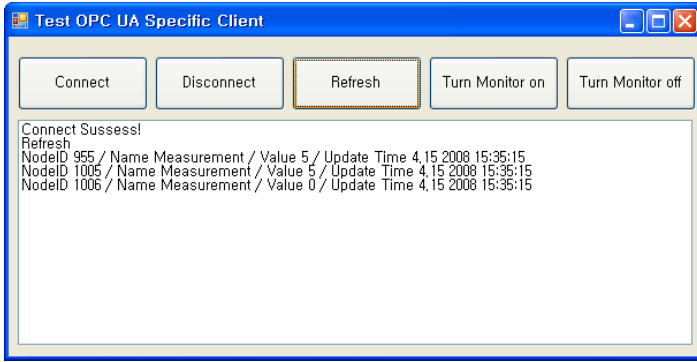 Test OPC UA Specific Client
Connect Disconnect Refresh Turn Monitor on Turn Monitor off
Connect Sussess!
Refresh
NodeID 955 / Name Measurement / Value 5 / Update Time 4,15 2008 15:35:15
NodeID 1005 / Name Measurement / Value 5 / Update Time 4,15 2008 15:35:15
NodeID 1006 / Name Measurement / Value 0 / Update Time 4,15 2008 15:35:15